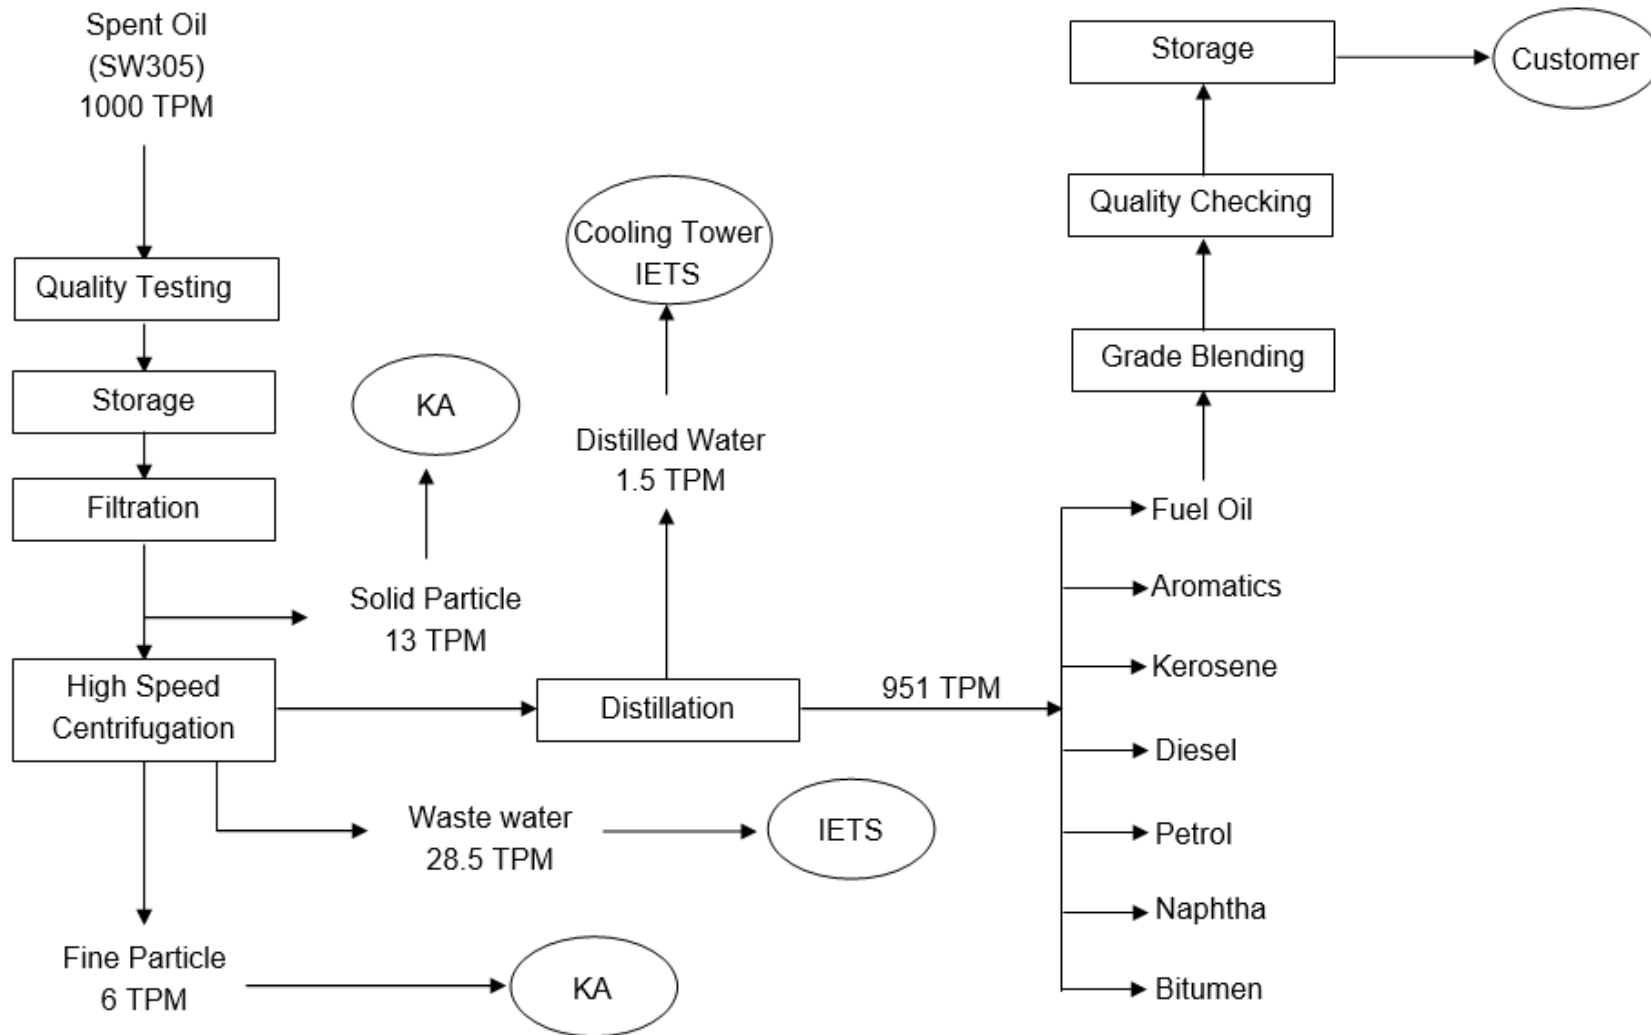 Spent Oil
(SW305)
1000 TPM
Quality Testing
Storage
Filtration
KA
Solid Particle
13 TPM
High Speed
Centrifugation
Waste water
28.5 TPM
IETS
Fine Particle
6 TPM
KA
Cooling Tower
IETS
Distilled Water
1.5 TPM
Distillation
951 TPM
Storage
Customer
Quality Checking
Grade Blending
Fuel Oil
Aromatics
Kerosene
Diesel
Petrol
Naphtha
Bitumen